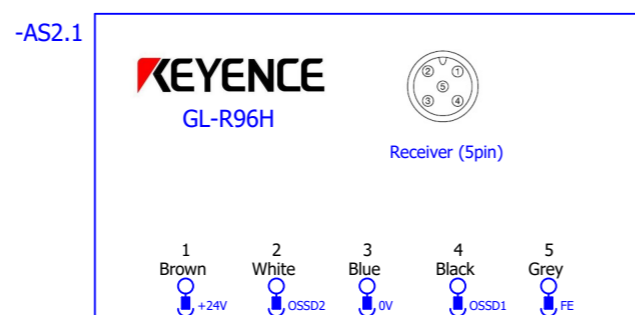 -AS2.1
KEYENCE
GL-R96H
2 1
5
3 4
Receiver (5pin)
1 2 3 4 5
Brown White Blue Black Grey
+24V OSSD2 0V OSSD1 FE